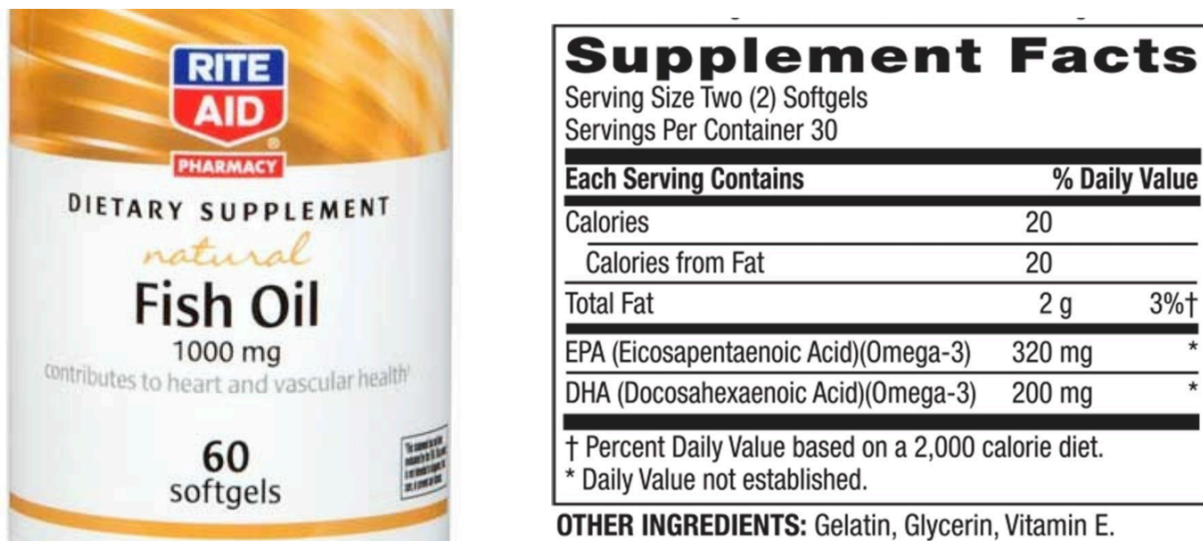 RITE
AID
®
PHARMACY
DIETARY SUPPLEMENT
natural
Fish Oil
1000 mg
contributes to heart and vascular health
60
softgels
Supplement Facts
Serving Size Two (2) Softgels
Servings Per Container 30
Each Serving Contains % Daily Value
Calories 20
Calories from Fat 20
Total Fat 2 g 3%†
EPA (Eicosapentaenoic Acid)(Omega-3) 320 mg *
DHA (Docosahexaenoic Acid)(Omega-3) 200 mg *
† Percent Daily Value based on a 2,000 calorie diet.
* Daily Value not established.
OTHER INGREDIENTS: Gelatin, Glycerin, Vitamin E.